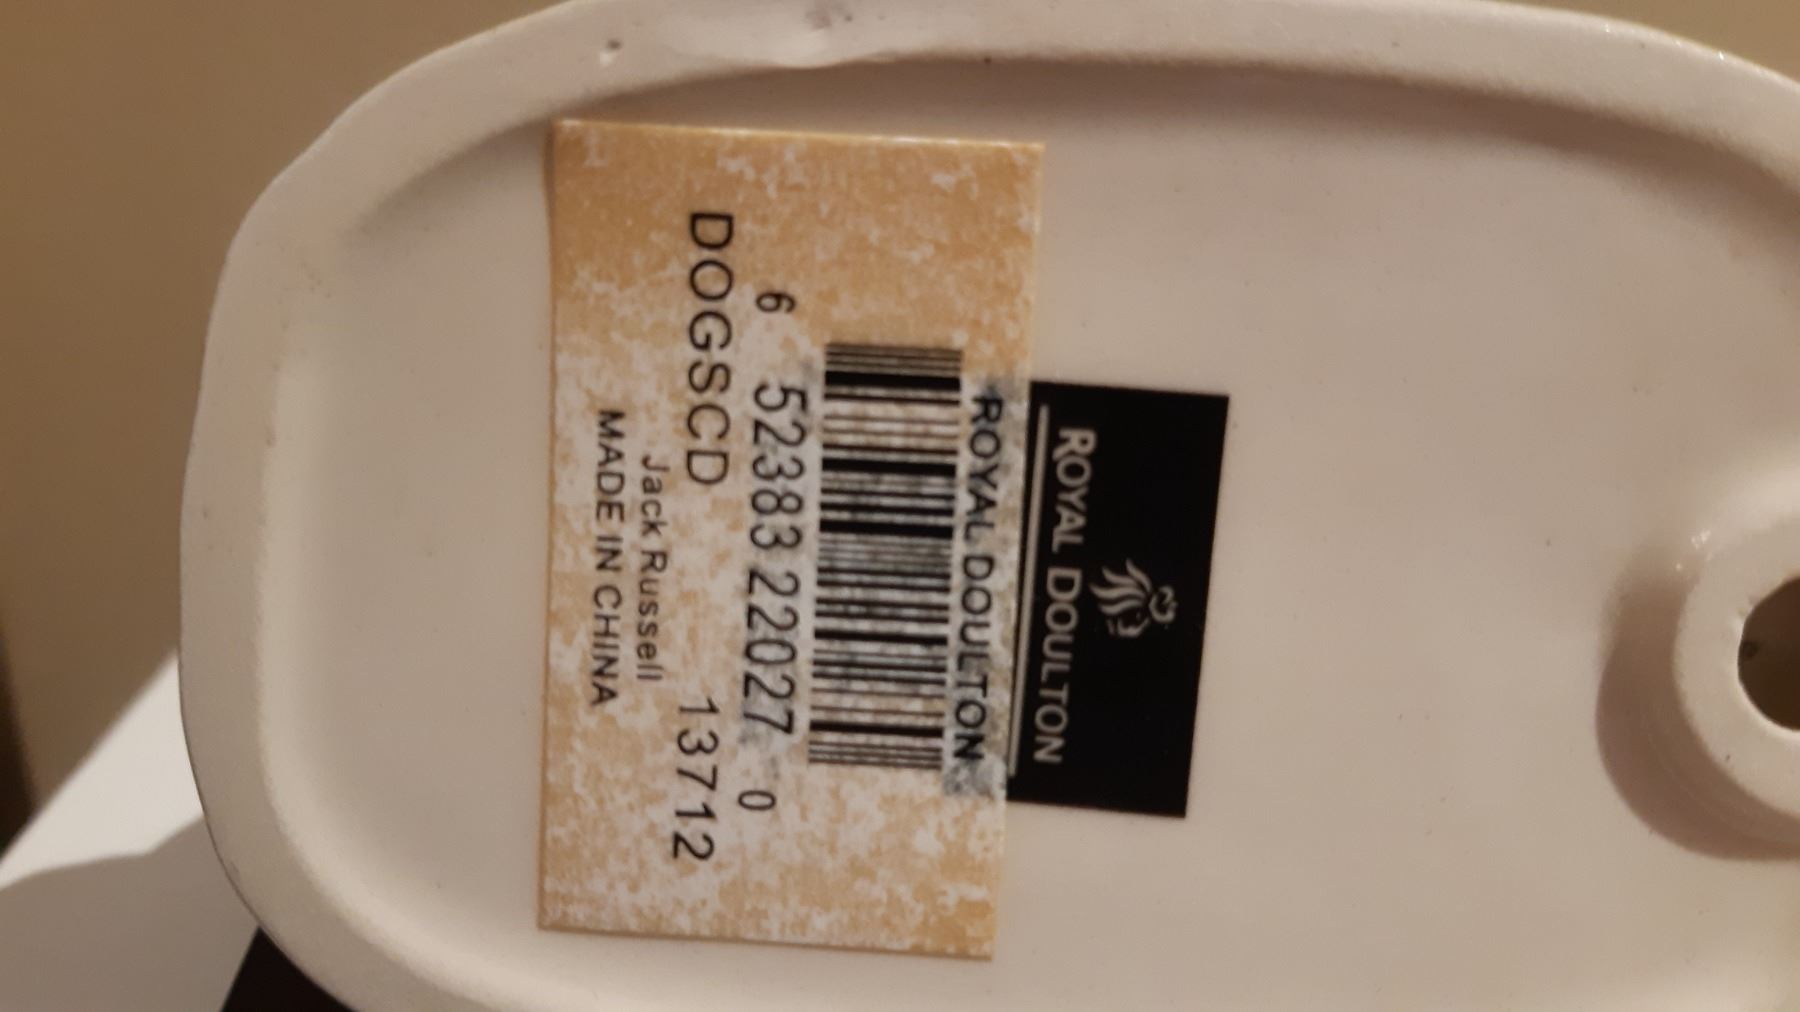 ROYAL DOULTON
ROYAL DOULTON
6 52383 22027 0
DOGSCD 13712
Jack Russell
MADE IN CHINA